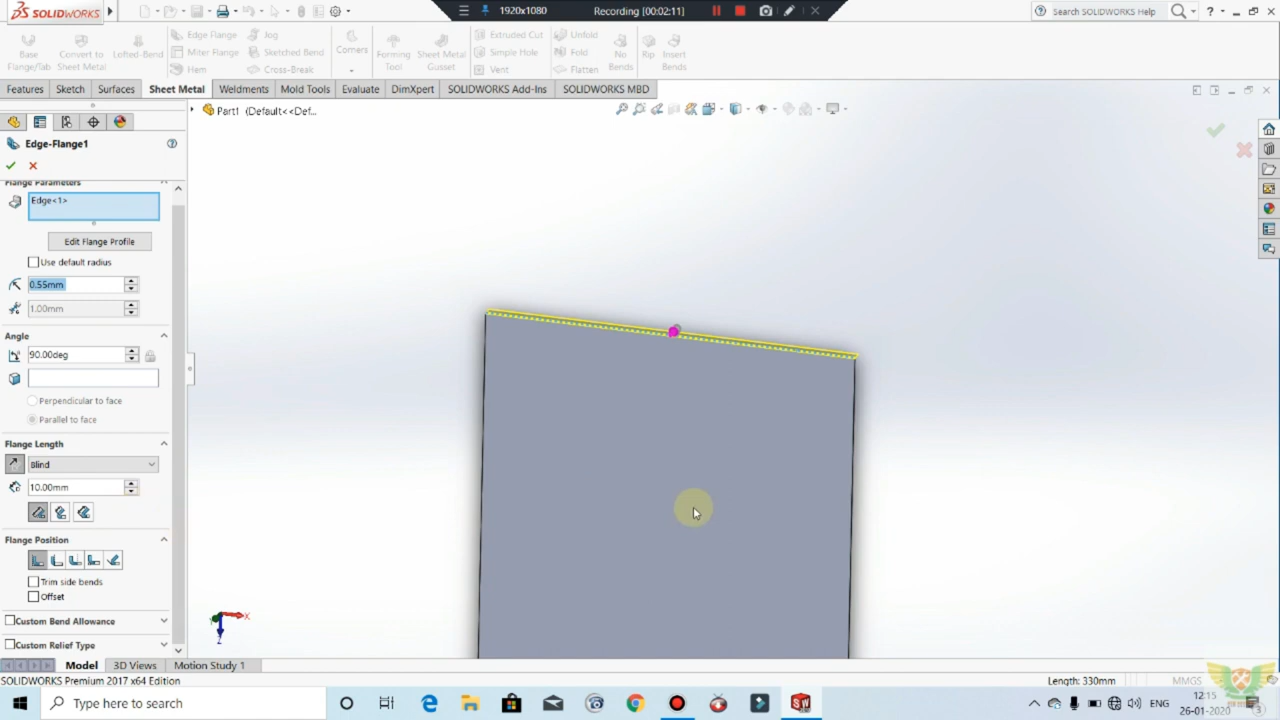 SOLIDWORKS
1920x1080
Recording [00:02:11]
Search SOLIDWORKS Help
Base Flange/Tab
Convert to Sheet Metal
Lofted-Bend
Edge Flange
Miter Flange
Hem
Jog
Sketched Bend
Cross-Break
Corners
Forming Tool
Sheet Metal Gusset
Extruded Cut
Simple Hole
Vent
Unfold
Fold
Flatten
No Bends
Rip
Insert Bends
Features Sketch Surfaces Sheet Metal Weldments Mold Tools Evaluate DimXpert SOLIDWORKS Add-Ins SOLIDWORKS MBD
Part1 (Default<<Def...
Edge-Flange1
Flange Parameters
Edge<1>
Edit Flange Profile
Use default radius
0.55mm
1.00mm
Angle
90.00deg
Perpendicular to face
Parallel to face
Flange Length
Blind
10.00mm
Flange Position
Trim side bends
Offset
Custom Bend Allowance
Custom Relief Type
X
Z
Model 3D Views Motion Study 1
SOLIDWORKS Premium 2017 x64 Edition
Length: 330mm
MMGS
Type here to search
ENG
12:15
26-01-2020
3